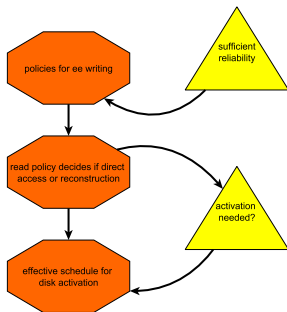 sufficient
reliability
policies for ee writing
read policy decides if direct
access or reconstruction
activation
needed?
effective schedule for
disk activation